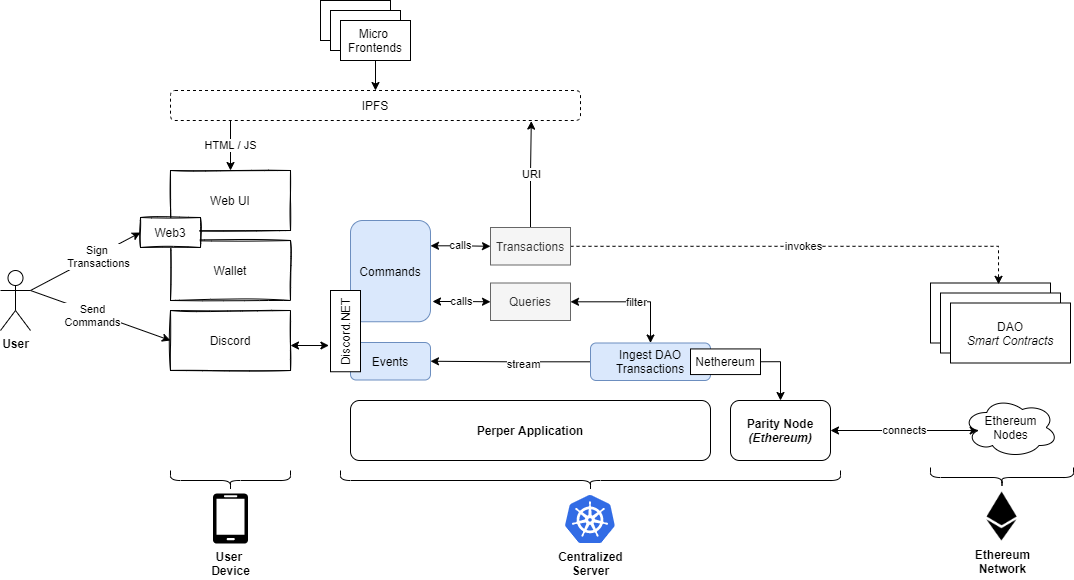 Micro
Frontends
IPFS
HTML / JS
URI
Web UI
Web3
Sign
Transactions
Wallet
Commands
calls
Transactions
invokes
Send
Commands
User
Discord
Discord.NET
calls
Queries
filter
DAO
Smart Contracts
Events
stream
Ingest DAO
Transactions
Nethereum
Perper Application
Parity Node
(Ethereum)
connects
Ethereum
Nodes
User
Device
Centralized
Server
Ethereum
Network